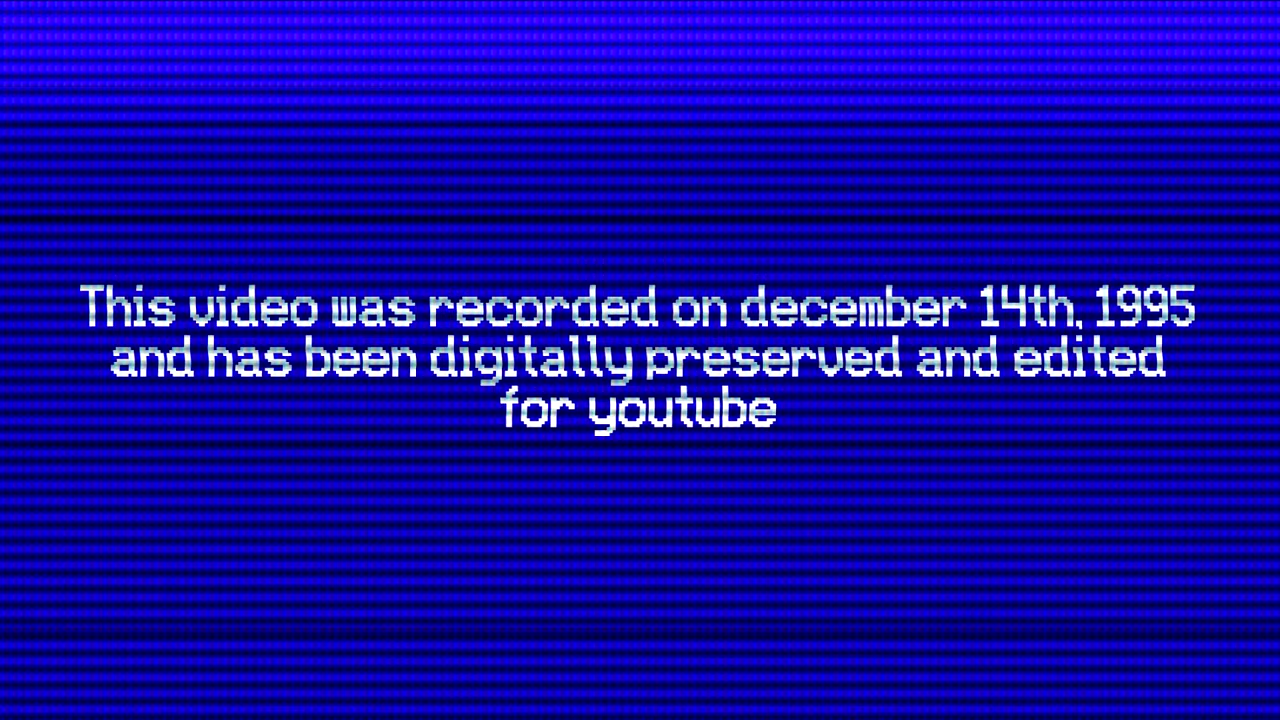 This video was recorded on december 14th, 1995
and has been digitally preserved and edited
for youtube